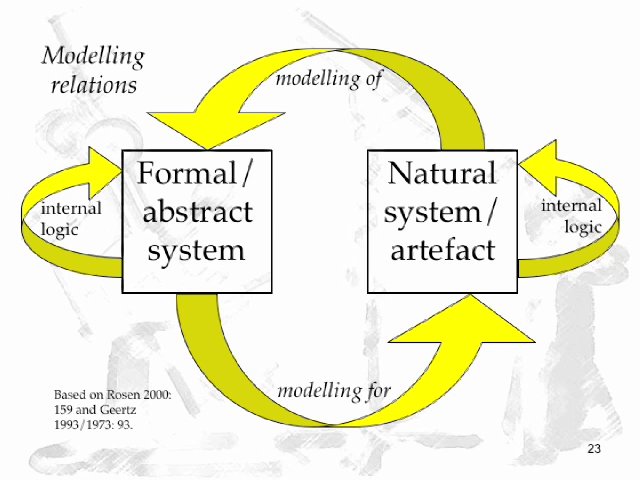 Modelling
relations
modelling of
Formal/
abstract
system
Natural
system/
artefact
internal
logic
internal
logic
modelling for
Based on Rosen 2000:
159 and Geertz
1993/1973: 93.
23